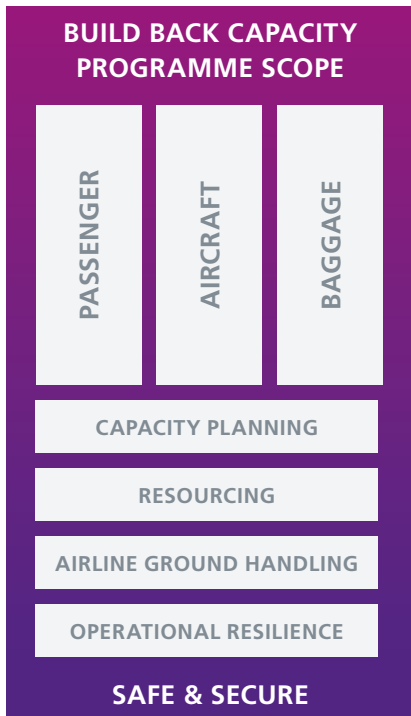 BUILD BACK CAPACITY
PROGRAMME SCOPE
PASSENGER
AIRCRAFT
BAGGAGE
CAPACITY PLANNING
RESOURCING
AIRLINE GROUND HANDLING
OPERATIONAL RESILIENCE
SAFE & SECURE